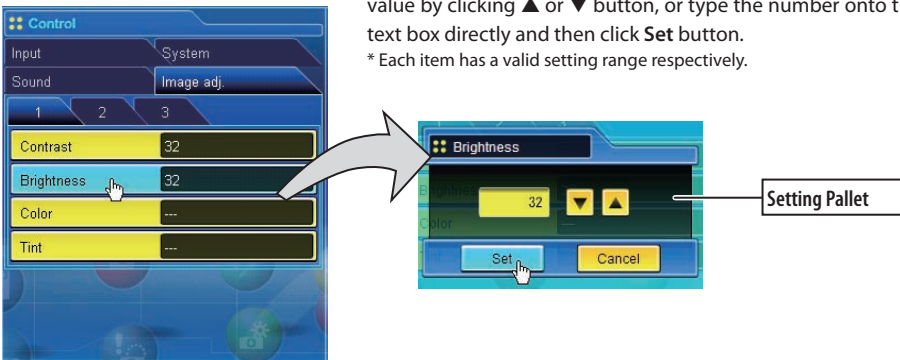 value by clicking ▲ or ▼ button, or type the number onto t
text box directly and then click Set button.
* Each item has a valid setting range respectively.
Control
Input System
Sound Image adj.
1 2 3
Contrast 32
Brightness 32
Color ---
Tint ---
Brightness
Brightness
Color
32 ▼ ▲
Set Cancel
Setting Pallet